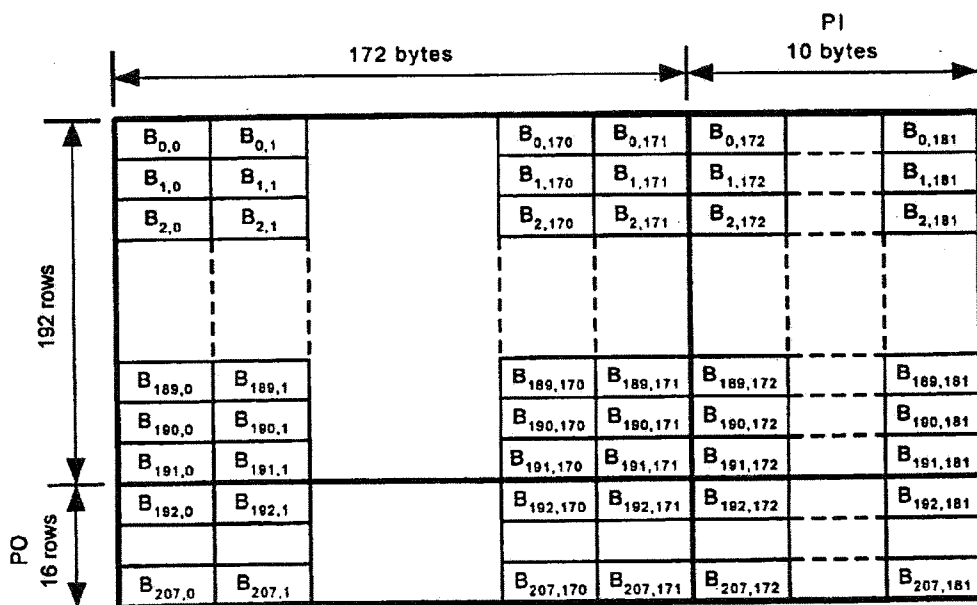 PI
172 bytes
10 bytes
192 rows
PO
16 rows
B0,0 B0,1 B0,170 B0,171 B0,172 B0,181
B1,0 B1,1 B1,170 B1,171 B1,172 B1,181
B2,0 B2,1 B2,170 B2,171 B2,172 B2,181
B189,0 B189,1 B189,170 B189,171 B189,172 B189,181
B190,0 B190,1 B190,170 B190,171 B190,172 B190,181
B191,0 B191,1 B191,170 B191,171 B191,172 B191,181
B192,0 B192,1 B192,170 B192,171 B192,172 B192,181
B207,0 B207,1 B207,170 B207,171 B207,172 B207,181